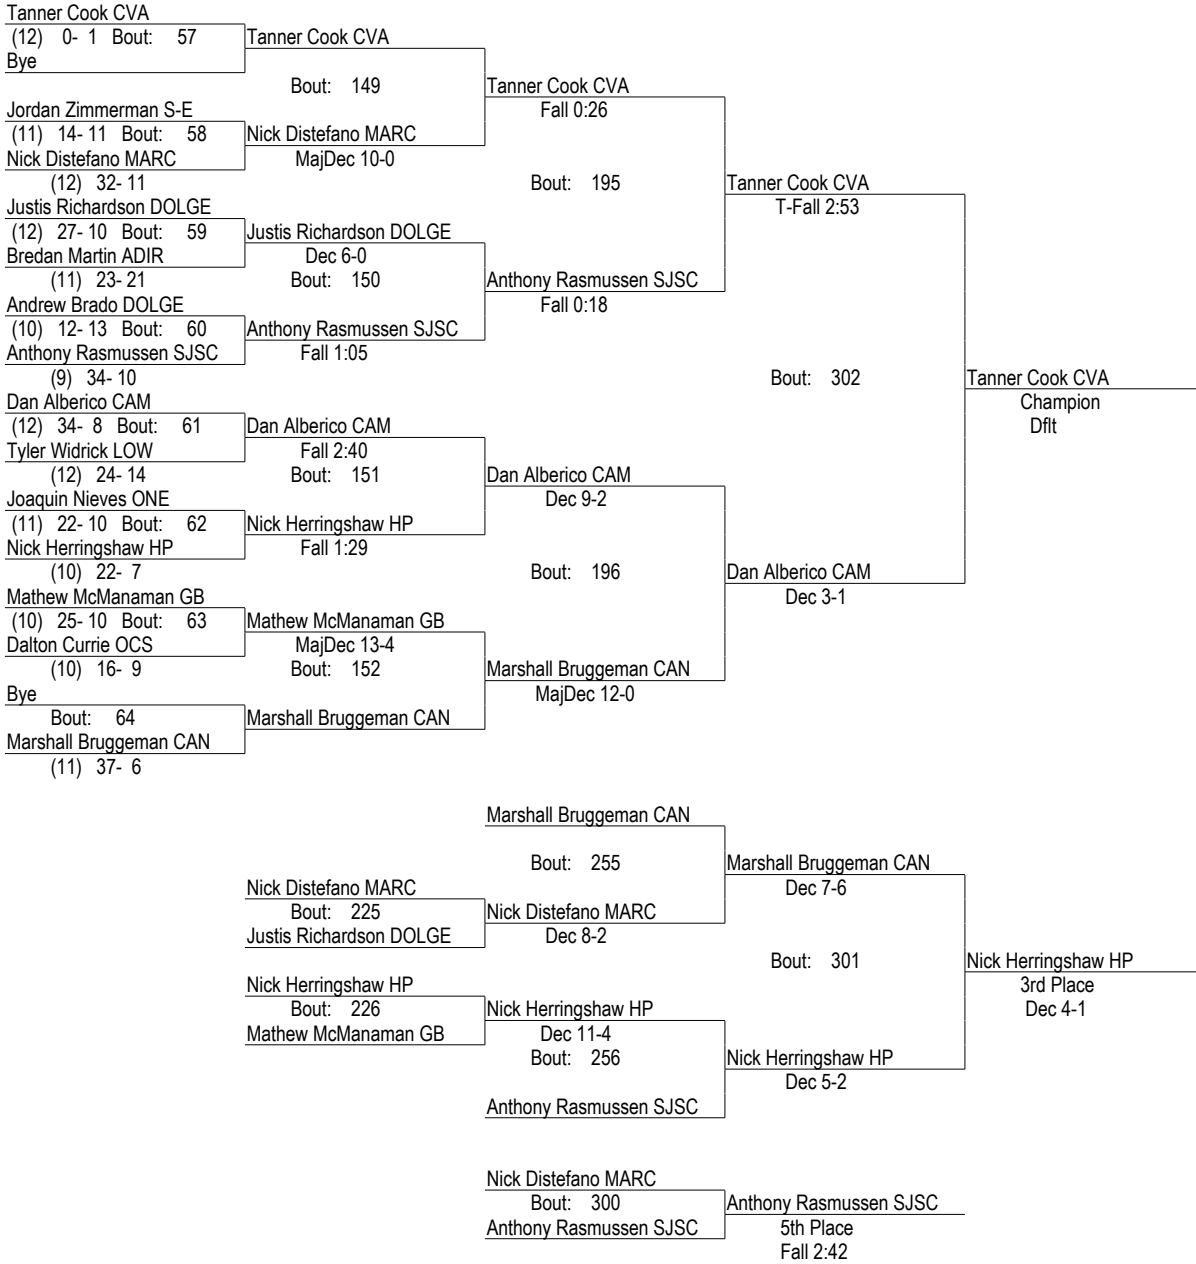 Tanner Cook CVA
(12) 0- 1 Bout: 57
Tanner Cook CVA
Bye
Bout: 149
Tanner Cook CVA
Jordan Zimmerman S-E
Fall 0:26
(11) 14- 11 Bout: 58
Nick Distefano MARC
Nick Distefano MARC
MajDec 10-0
(12) 32- 11
Bout: 195
Tanner Cook CVA
Justis Richardson DOLGE
T-Fall 2:53
(12) 27- 10 Bout: 59
Justis Richardson DOLGE
Bredan Martin ADIR
Dec 6-0
(11) 23- 21
Bout: 150
Anthony Rasmussen SJSC
Andrew Brado DOLGE
Fall 0:18
(10) 12- 13 Bout: 60
Anthony Rasmussen SJSC
Anthony Rasmussen SJSC
Fall 1:05
(9) 34- 10
Bout: 302
Tanner Cook CVA
Dan Alberico CAM
Champion
(12) 34- 8 Bout: 61
Dan Alberico CAM
Dflt
Tyler Widrick LOW
Fall 2:40
(12) 24- 14
Bout: 151
Dan Alberico CAM
Joaquin Nieves ONE
Dec 9-2
(11) 22- 10 Bout: 62
Nick Herringshaw HP
Nick Herringshaw HP
Fall 1:29
(10) 22- 7
Bout: 196
Dan Alberico CAM
Mathew McManaman GB
Dec 3-1
(10) 25- 10 Bout: 63
Mathew McManaman GB
Dalton Currie OCS
MajDec 13-4
(10) 16- 9
Bout: 152
Marshall Bruggeman CAN
Bye
MajDec 12-0
Bout: 64
Marshall Bruggeman CAN
Marshall Bruggeman CAN
(11) 37- 6
Marshall Bruggeman CAN
Bout: 255
Marshall Bruggeman CAN
Nick Distefano MARC
Dec 7-6
Bout: 225
Nick Distefano MARC
Justis Richardson DOLGE
Dec 8-2
Bout: 301
Nick Herringshaw HP
Nick Herringshaw HP
3rd Place
Bout: 226
Nick Herringshaw HP
Dec 4-1
Mathew McManaman GB
Dec 11-4
Bout: 256
Nick Herringshaw HP
Dec 5-2
Anthony Rasmussen SJSC
Nick Distefano MARC
Bout: 300
Anthony Rasmussen SJSC
Anthony Rasmussen SJSC
5th Place
Fall 2:42